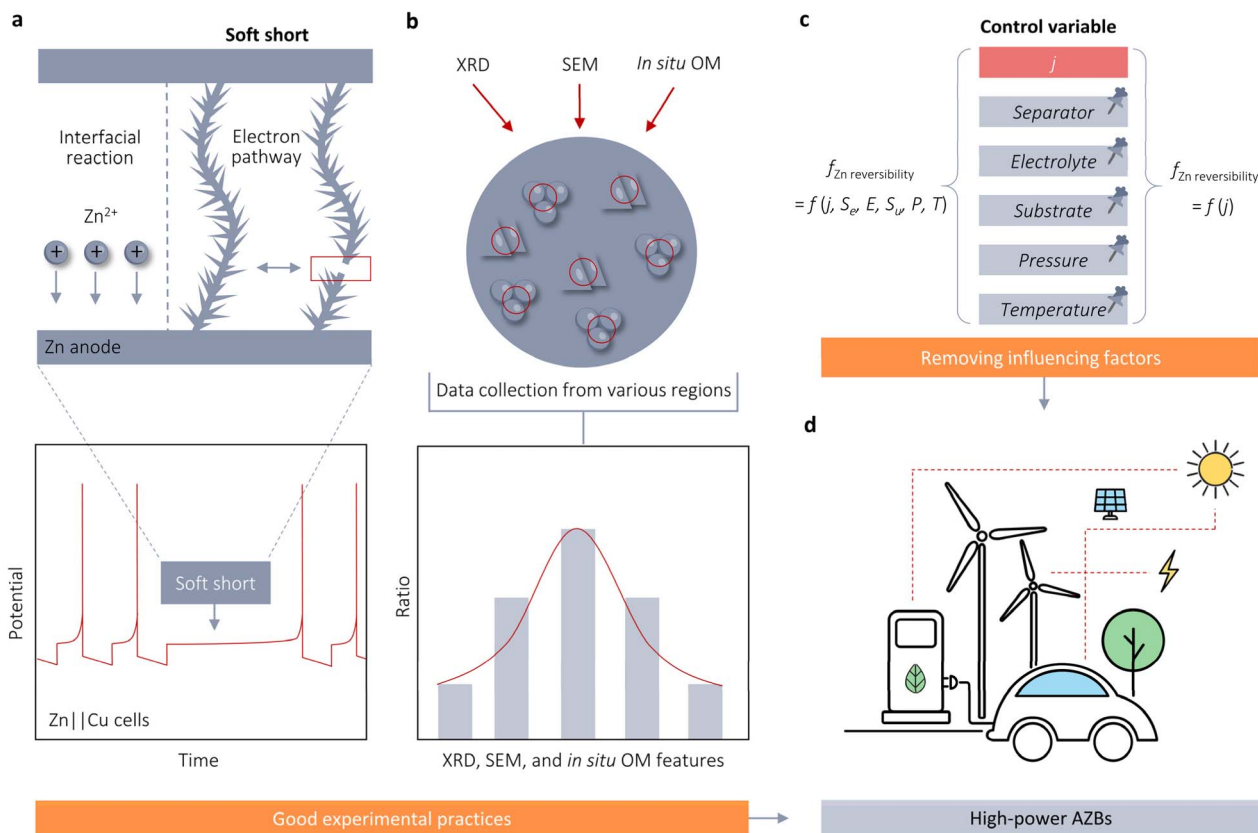 a
Soft short
Interfacial
reaction
Electron
pathway
Zn²⁺
+ + +
Zn anode
Potential
Soft short
Zn||Cu cells
Time
b
XRD SEM In situ OM
Data collection from various regions
Ratio
XRD, SEM, and in situ OM features
Good experimental practices
c
Control variable
j
Separator
Electrolyte
Substrate
Pressure
Temperature
fZn reversibility
= f (j, Se, E, Su, P, T)
fZn reversibility
= f (j)
Removing influencing factors
d
High-power AZBs